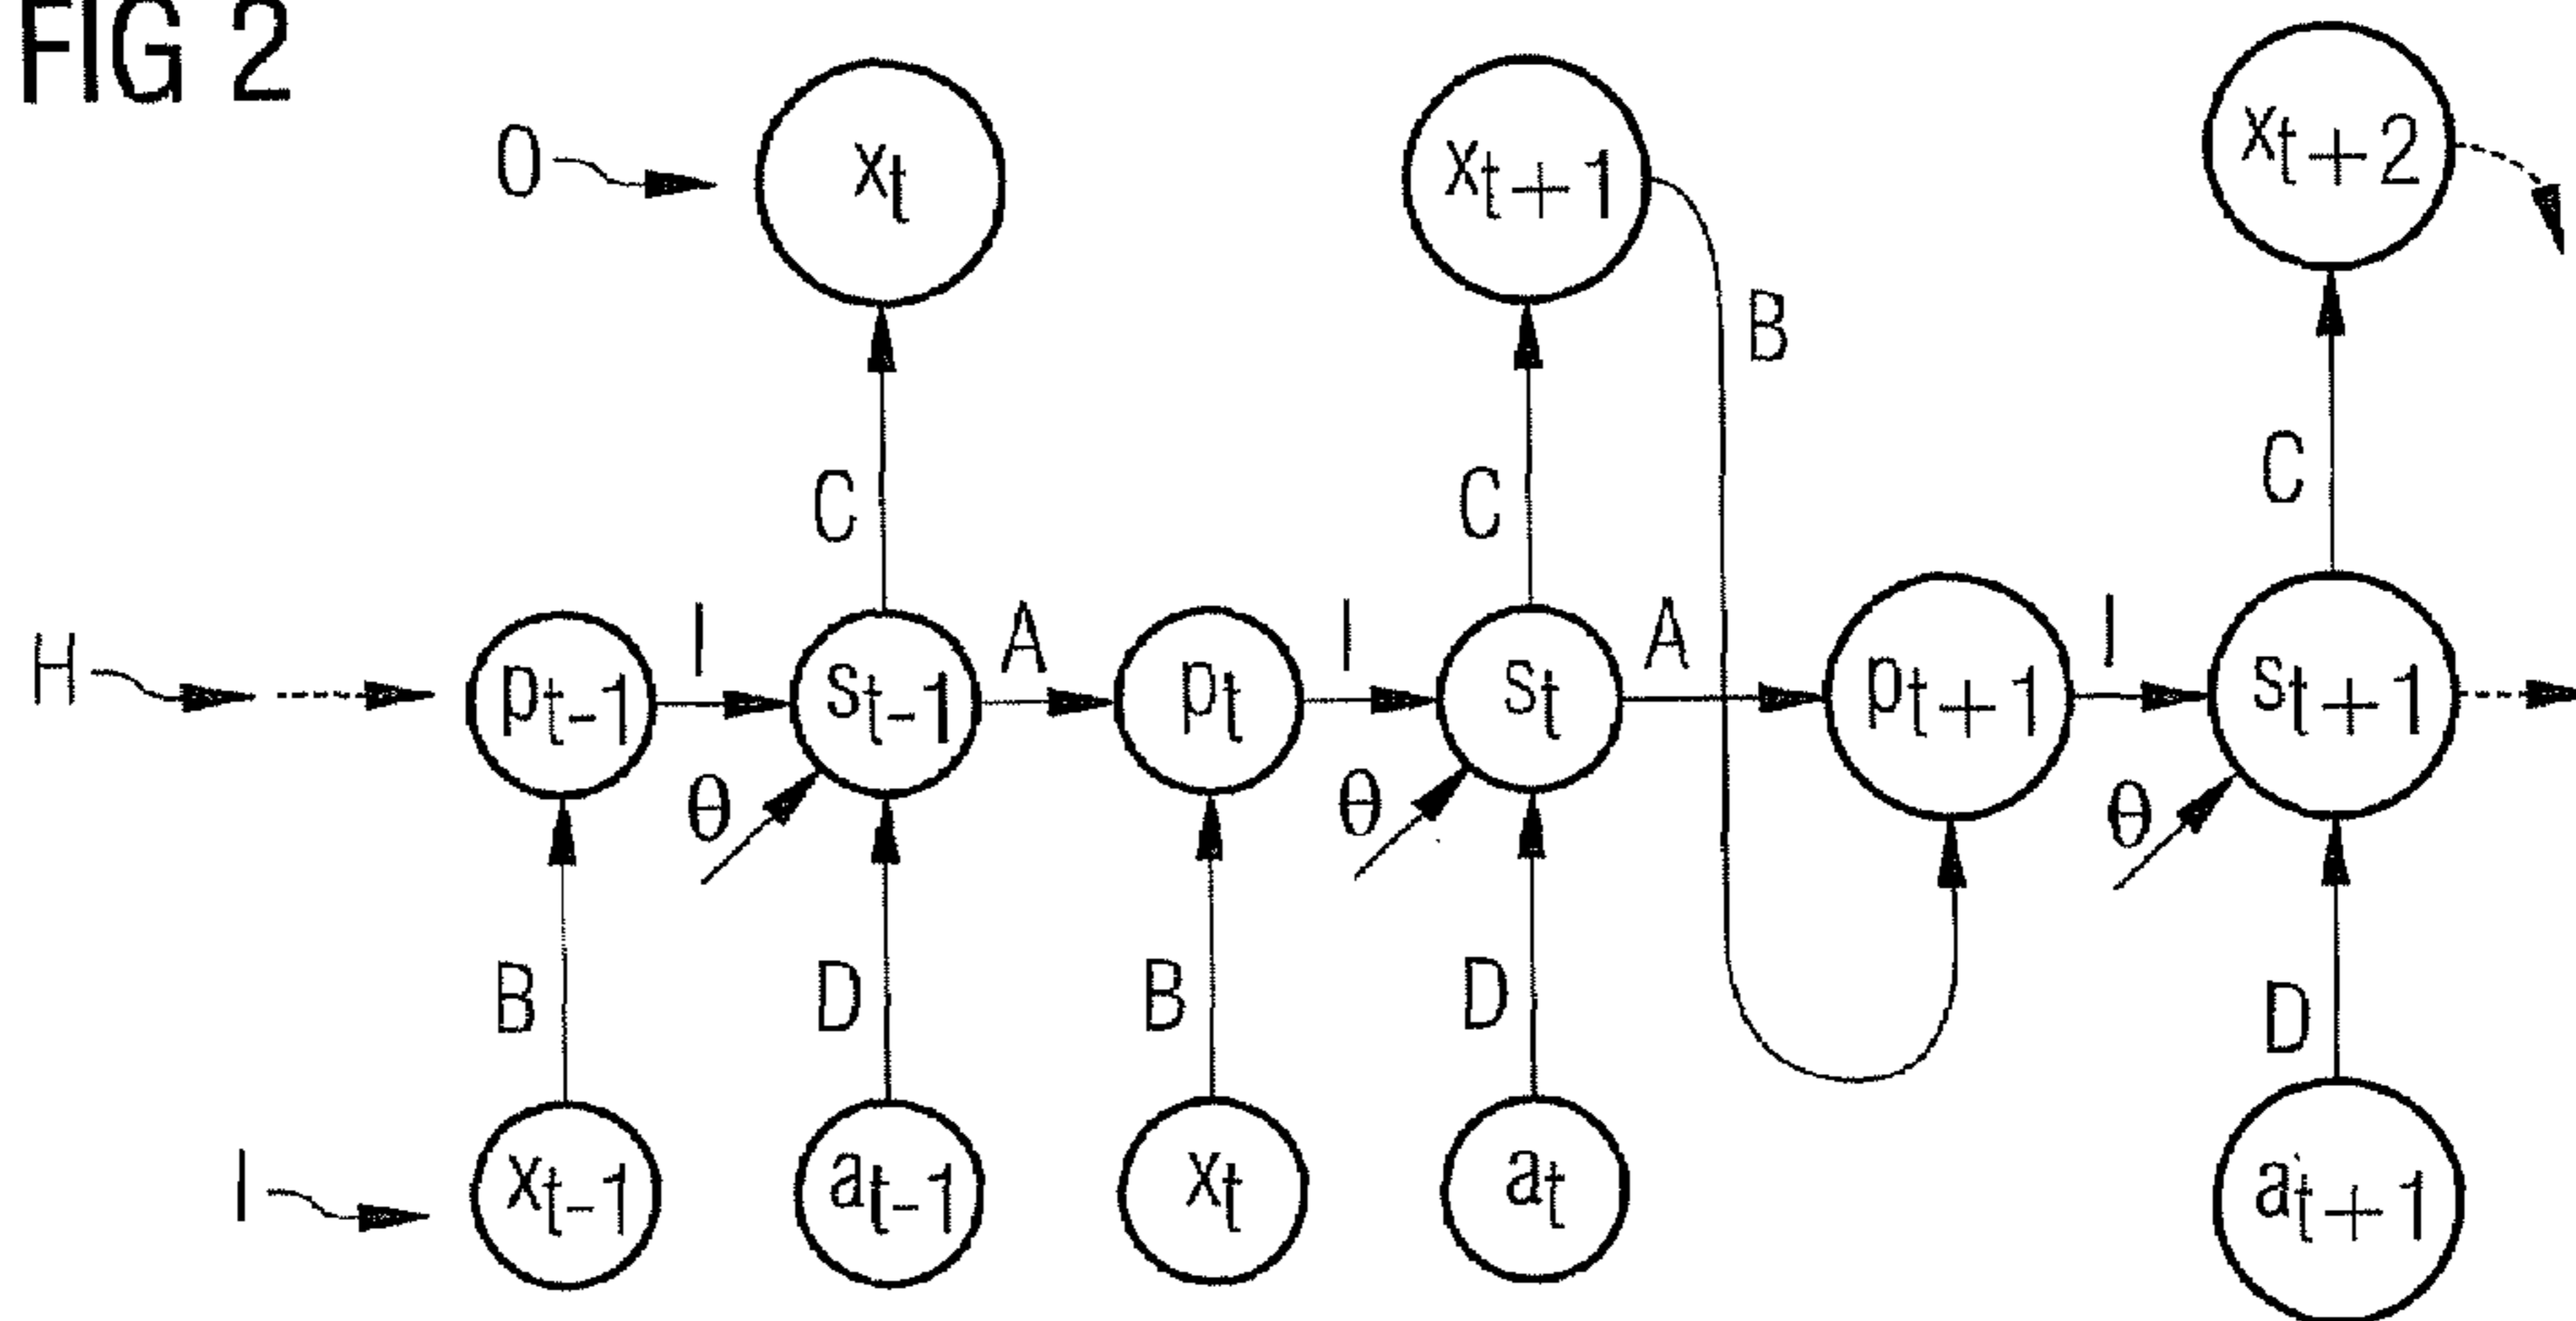 FIG 2
O x_t x_{t+1} x_{t+2}
B
C C C
H p_{t-1} I s_{t-1} A p_t I s_t A p_{t+1} I s_{t+1}
θ θ θ
B D B D D
I x_{t-1} a_{t-1} x_t a_t a_{t+1}